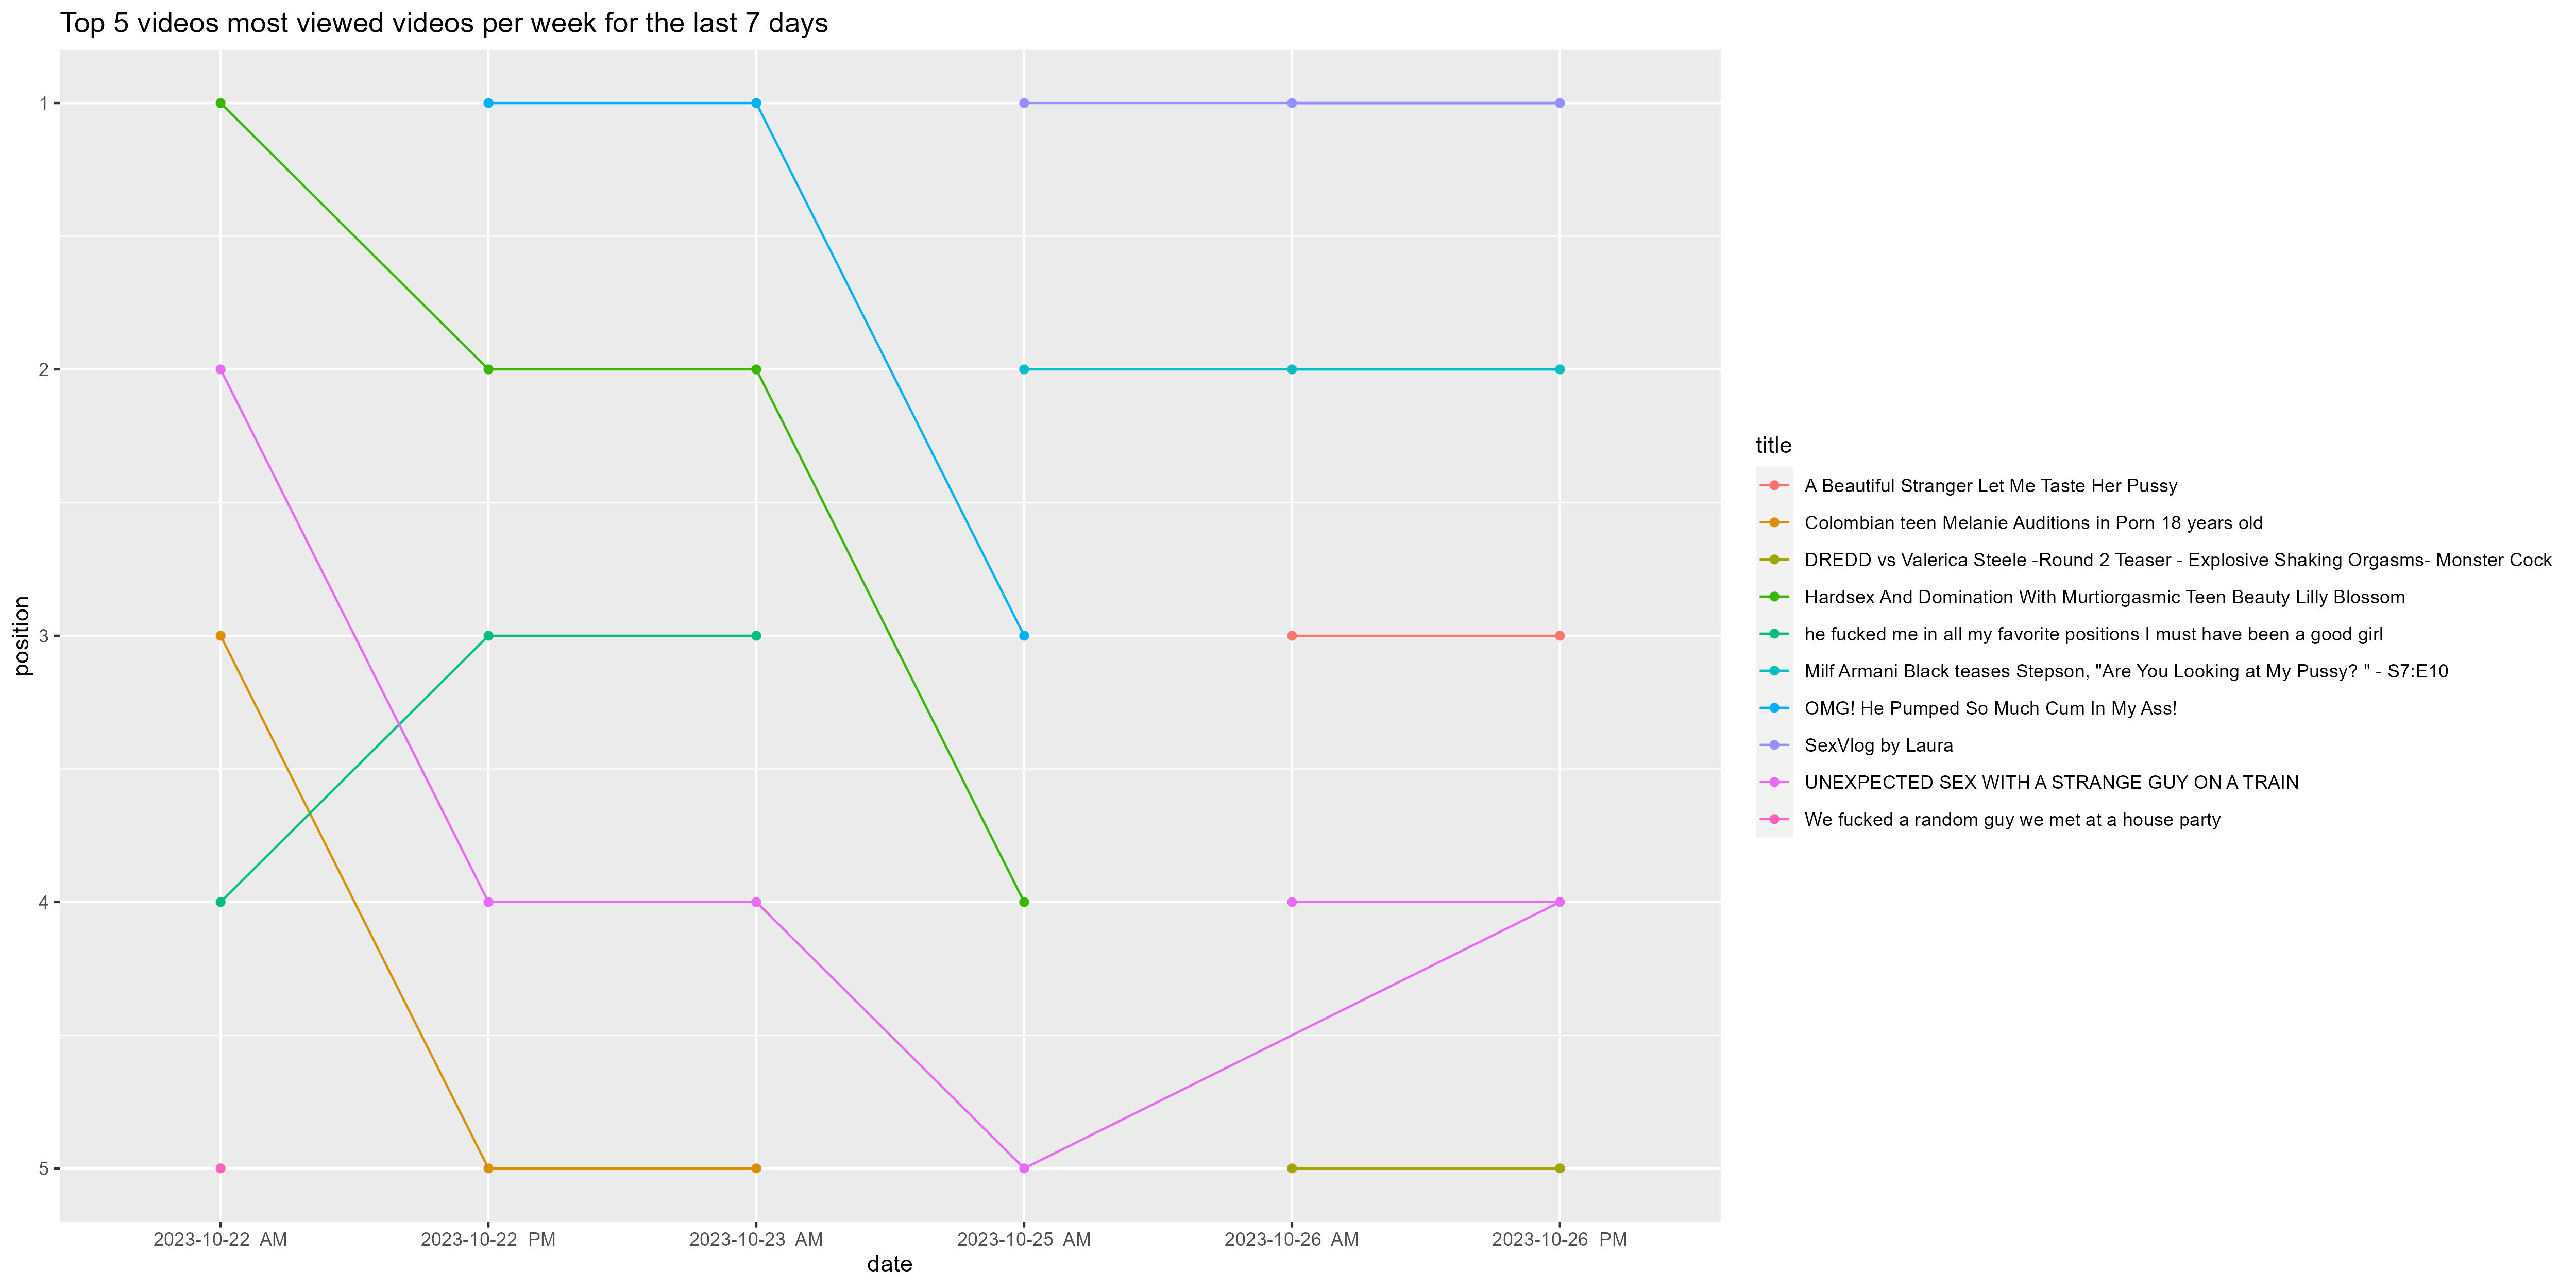 Top 5 videos most viewed videos per week for the last 7 days
position
1
2
3
4
5
2023-10-22 AM
2023-10-22 PM
2023-10-23 AM
2023-10-25 AM
2023-10-26 AM
2023-10-26 PM
date
title
A Beautiful Stranger Let Me Taste Her Pussy
Colombian teen Melanie Auditions in Porn 18 years old
DREDD vs Valerica Steele -Round 2 Teaser - Explosive Shaking Orgasms- Monster Cock
Hardsex And Domination With Murtiorgasmic Teen Beauty Lilly Blossom
he fucked me in all my favorite positions I must have been a good girl
Milf Armani Black teases Stepson, "Are You Looking at My Pussy? " - S7:E10
OMG! He Pumped So Much Cum In My Ass!
SexVlog by Laura
UNEXPECTED SEX WITH A STRANGE GUY ON A TRAIN
We fucked a random guy we met at a house party